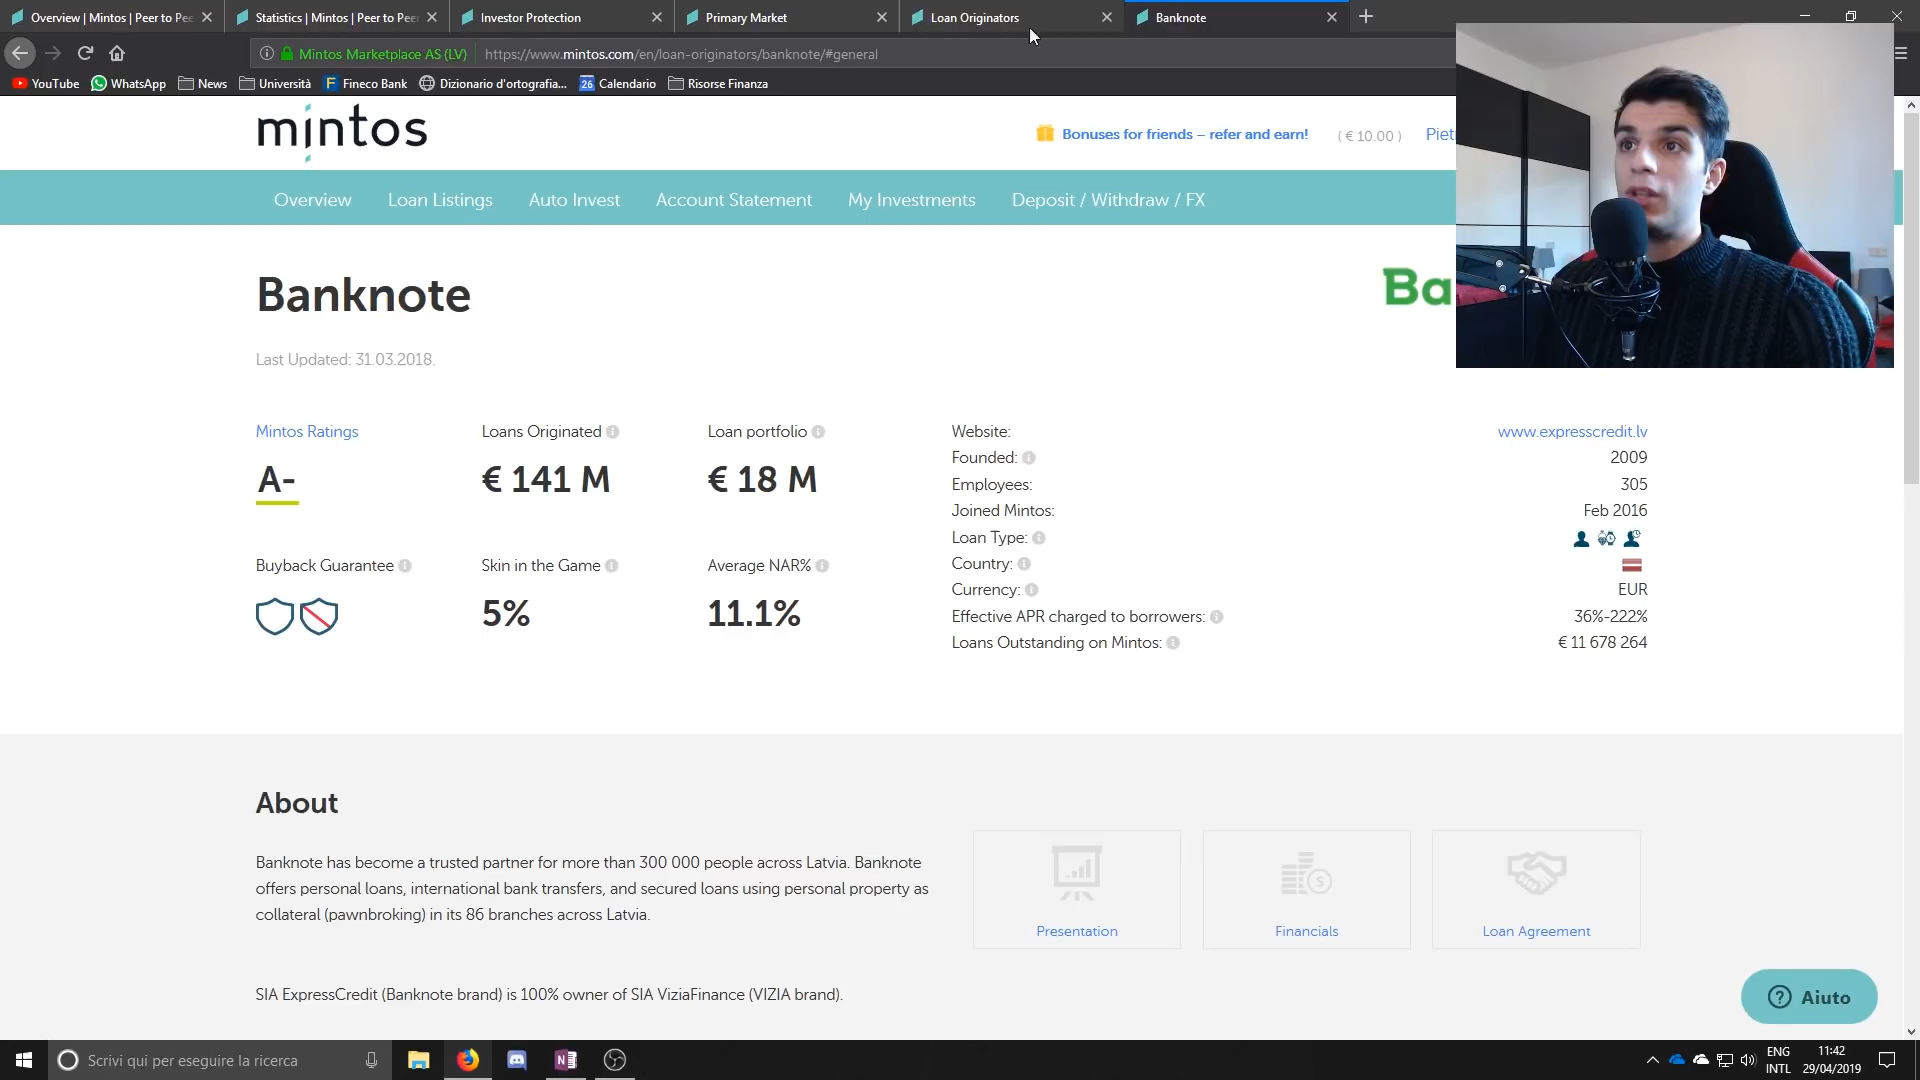 Overview | Mintos | Peer to Pee
Statistics | Mintos | Peer to Peer
Investor Protection
Primary Market
Loan Originators
Banknote
Mintos Marketplace AS (LV)
https://www.mintos.com/en/loan-originators/banknote/#general
YouTube
WhatsApp
News
Università
Fineco Bank
Dizionario d'ortografia...
26
Calendario
Risorse Finanza
mintos
Bonuses for friends – refer and earn!
( € 10.00 )
Piet
Overview
Loan Listings
Auto Invest
Account Statement
My Investments
Deposit / Withdraw / FX
Banknote
Ba
Last Updated: 31.03.2018.
Mintos Ratings
A-
Loans Originated
€ 141 M
Loan portfolio
€ 18 M
Buyback Guarantee
Skin in the Game
5%
Average NAR%
11.1%
Website: www.expresscredit.lv
Founded: 2009
Employees: 305
Joined Mintos: Feb 2016
Loan Type:
Country:
Currency: EUR
Effective APR charged to borrowers: 36%-222%
Loans Outstanding on Mintos: € 11 678 264
About
Banknote has become a trusted partner for more than 300 000 people across Latvia. Banknote
offers personal loans, international bank transfers, and secured loans using personal property as
collateral (pawnbroking) in its 86 branches across Latvia.
SIA ExpressCredit (Banknote brand) is 100% owner of SIA ViziaFinance (VIZIA brand).
Presentation
Financials
Loan Agreement
Aiuto
Scrivi qui per eseguire la ricerca
ENG
INTL
11:42
29/04/2019